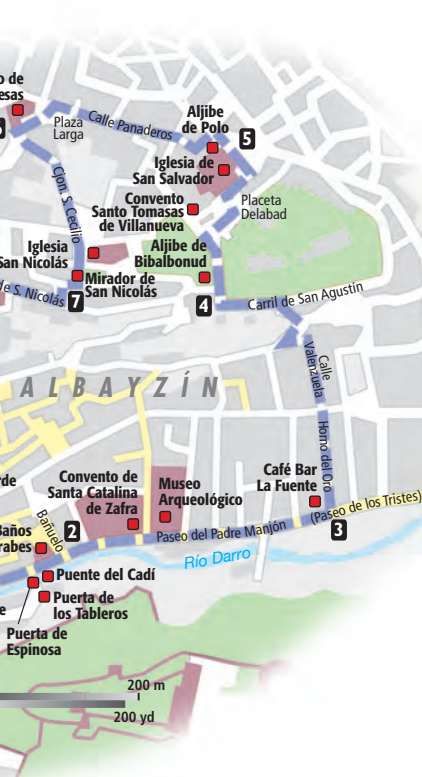 o de
esas
6
Plaza
Larga
Calle Panaderos
Aljibe
de Polo
5
Iglesia de
San Salvador
Cjon. S. Cecilio
Convento
Santo Tomasas
de Villanueva
Placeta
Delabad
Iglesia
San Nicolás
Aljibe de
Bibalbonud
Mirador de
San Nicolás
de S. Nicolás
7
4
Carril de San Agustín
Calle
Valenzuela
ALBAYZÍN
Horno del Oro
rde
Convento de
Santa Catalina
de Zafra
Museo
Arqueológico
Café Bar
La Fuente
Bañuelo
2
Baños
rabes
Paseo del Padre Manjón
(Paseo de los Tristes)
3
Río Darro
Puente del Cadí
Puerta de
los Tableros
e
Puerta de
Espinosa
200 m
200 yd